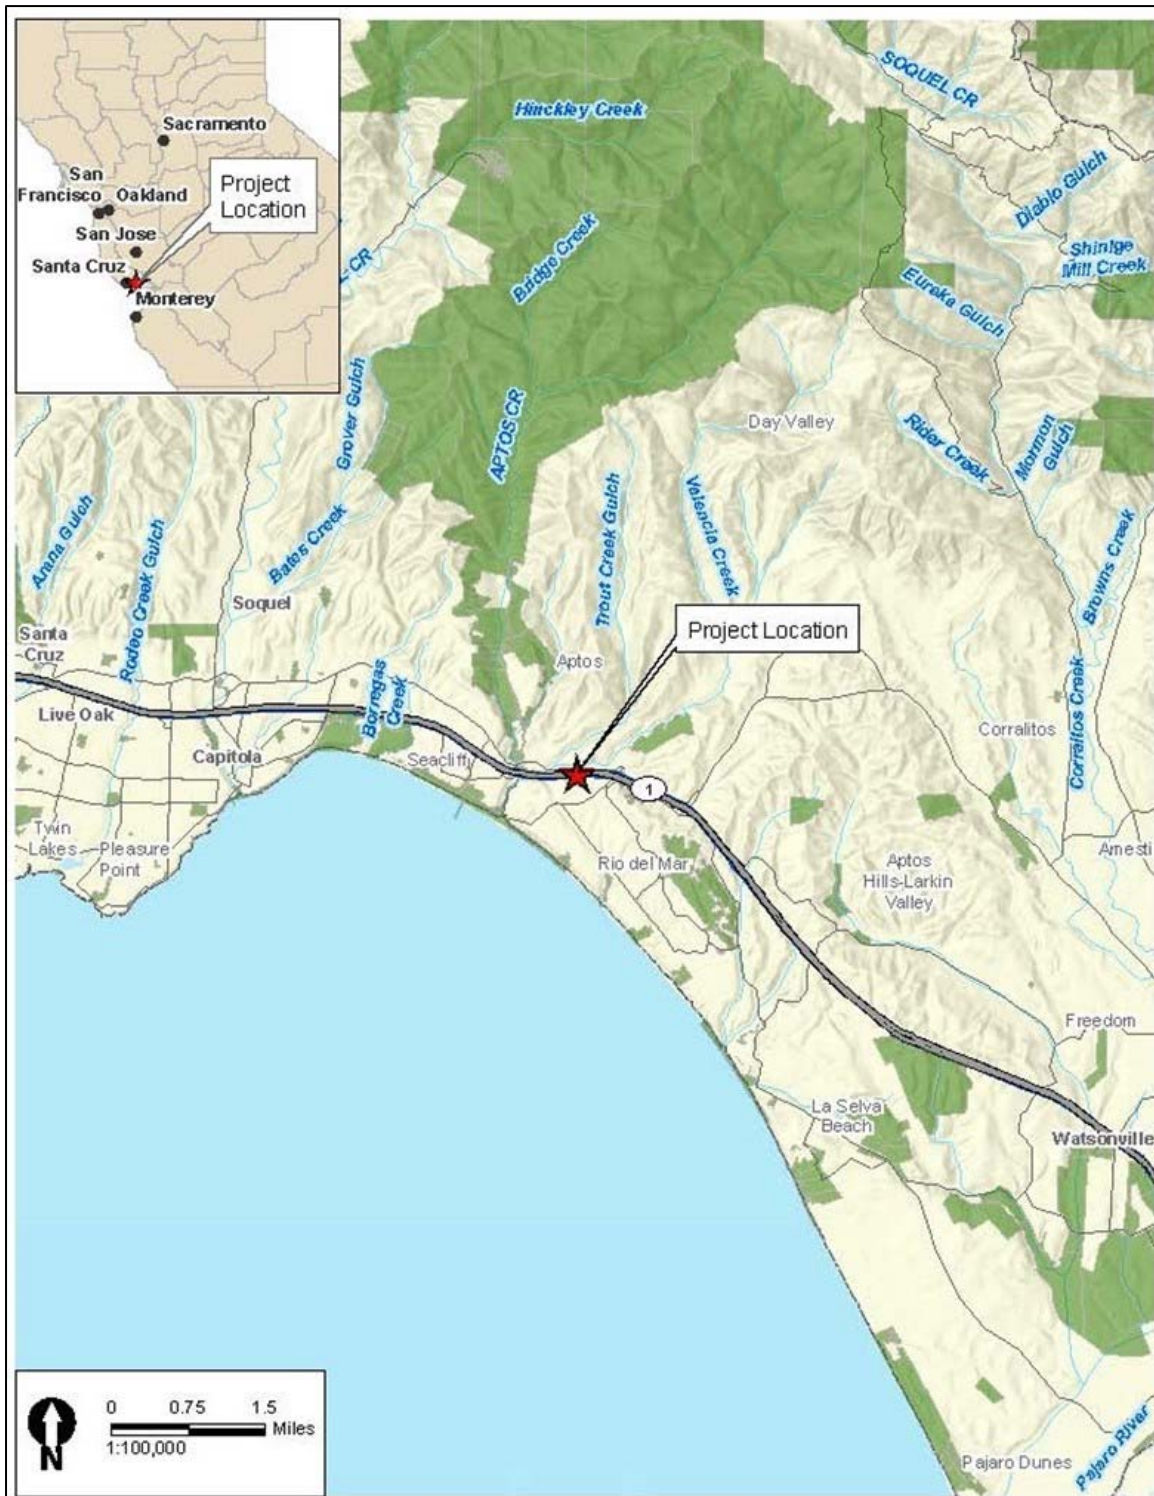 Sacramento
San
Francisco
Oakland
San Jose
Santa Cruz
Monterey
Project
Location
SOQUEL CR
Hinckley Creek
Diablo Gulch
Bridge Creek
Shingle
Mill Creek
Eureka Gulch
L CR
Grover Gulch
APTOS CR
Day Valley
Rider Creek
Mormon
Gulch
Arana Gulch
Rodeo Creek Gulch
Bates Creek
Trout Creek Gulch
Valencia Creek
Browns Creek
Soquel
Santa
Cruz
Project Location
Aptos
Borregas
Creek
Live Oak
Capitola
Seacliff
Corralitos
Corralitos Creek
1
Twin
Lakes
Pleasure
Point
Rio del Mar
Aptos
Hills-Larkin
Valley
Amesti
Freedom
La Selva
Beach
Watsonville
Pajaro Dunes
Pajaro River
N
0 0.75 1.5
Miles
1:100,000